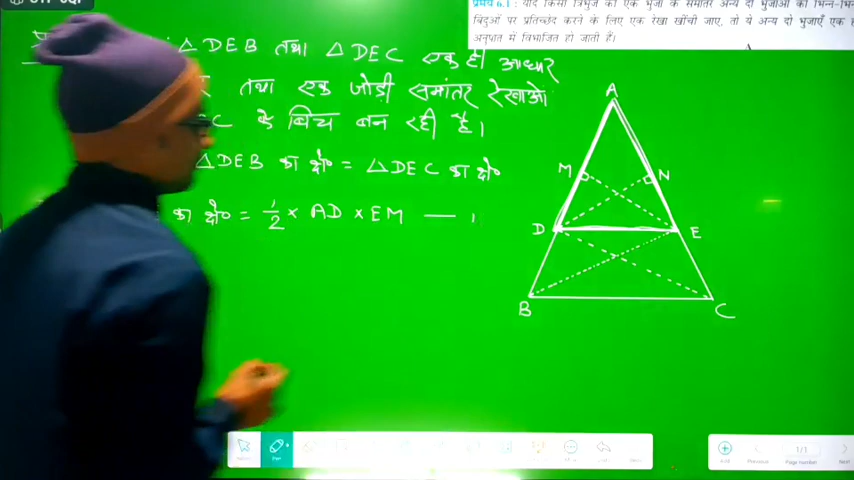 प्रमेय 6.1: यदि किसी त्रिभुज की एक भुजा के समांतर अन्य दो भुजाओं को भिन्न-भिन्न
बिंदुओं पर प्रतिच्छेद करने के लिए एक रेखा खींची जाए, तो ये अन्य दो भुजाएँ एक ही
अनुपात में विभाजित हो जाती हैं।
: △DEB तथा △DEC एक ही आधार
तथा एक जोड़ी समांतर रेखाओं
C के बिच बन रही है।
△DEB का क्षे० = △DEC का क्षे०
का क्षे० = 1/2 × AD × EM — 1
A
M
N
D
E
B
C
Page number
1/1